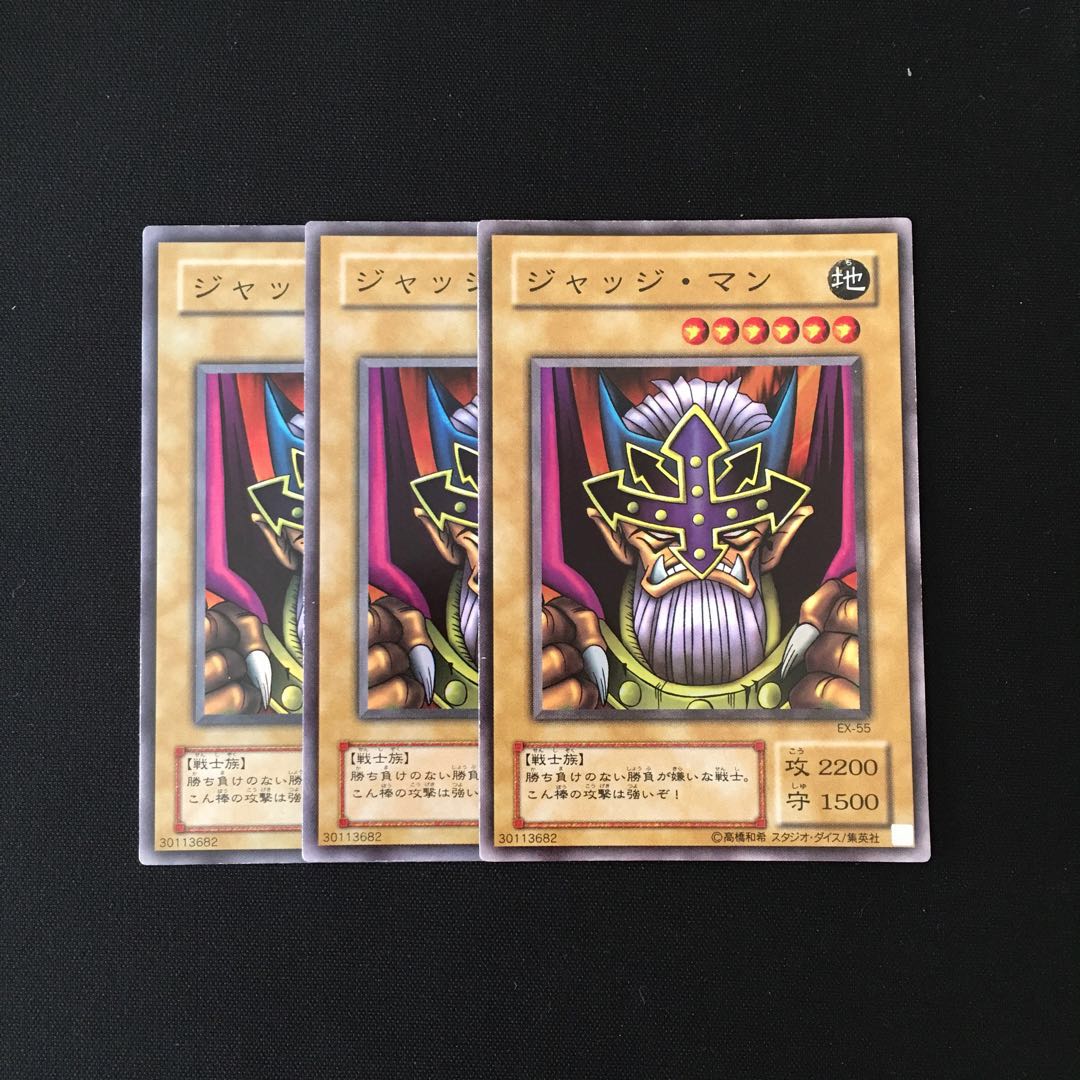 ジャッ
【戦士族】
勝ち負けのない勝
こん棒の攻撃は強い
30113682
ジャッジ
【戦士族】
勝ち負けのない勝負
こん棒の攻撃は強い
30113682
ジャッジ・マン
地
EX-55
【戦士族】
勝ち負けのない勝負が嫌いな戦士。
こん棒の攻撃は強いぞ！
攻 2200
守 1500
30113682
©高橋和希 スタジオ・ダイス/集英社